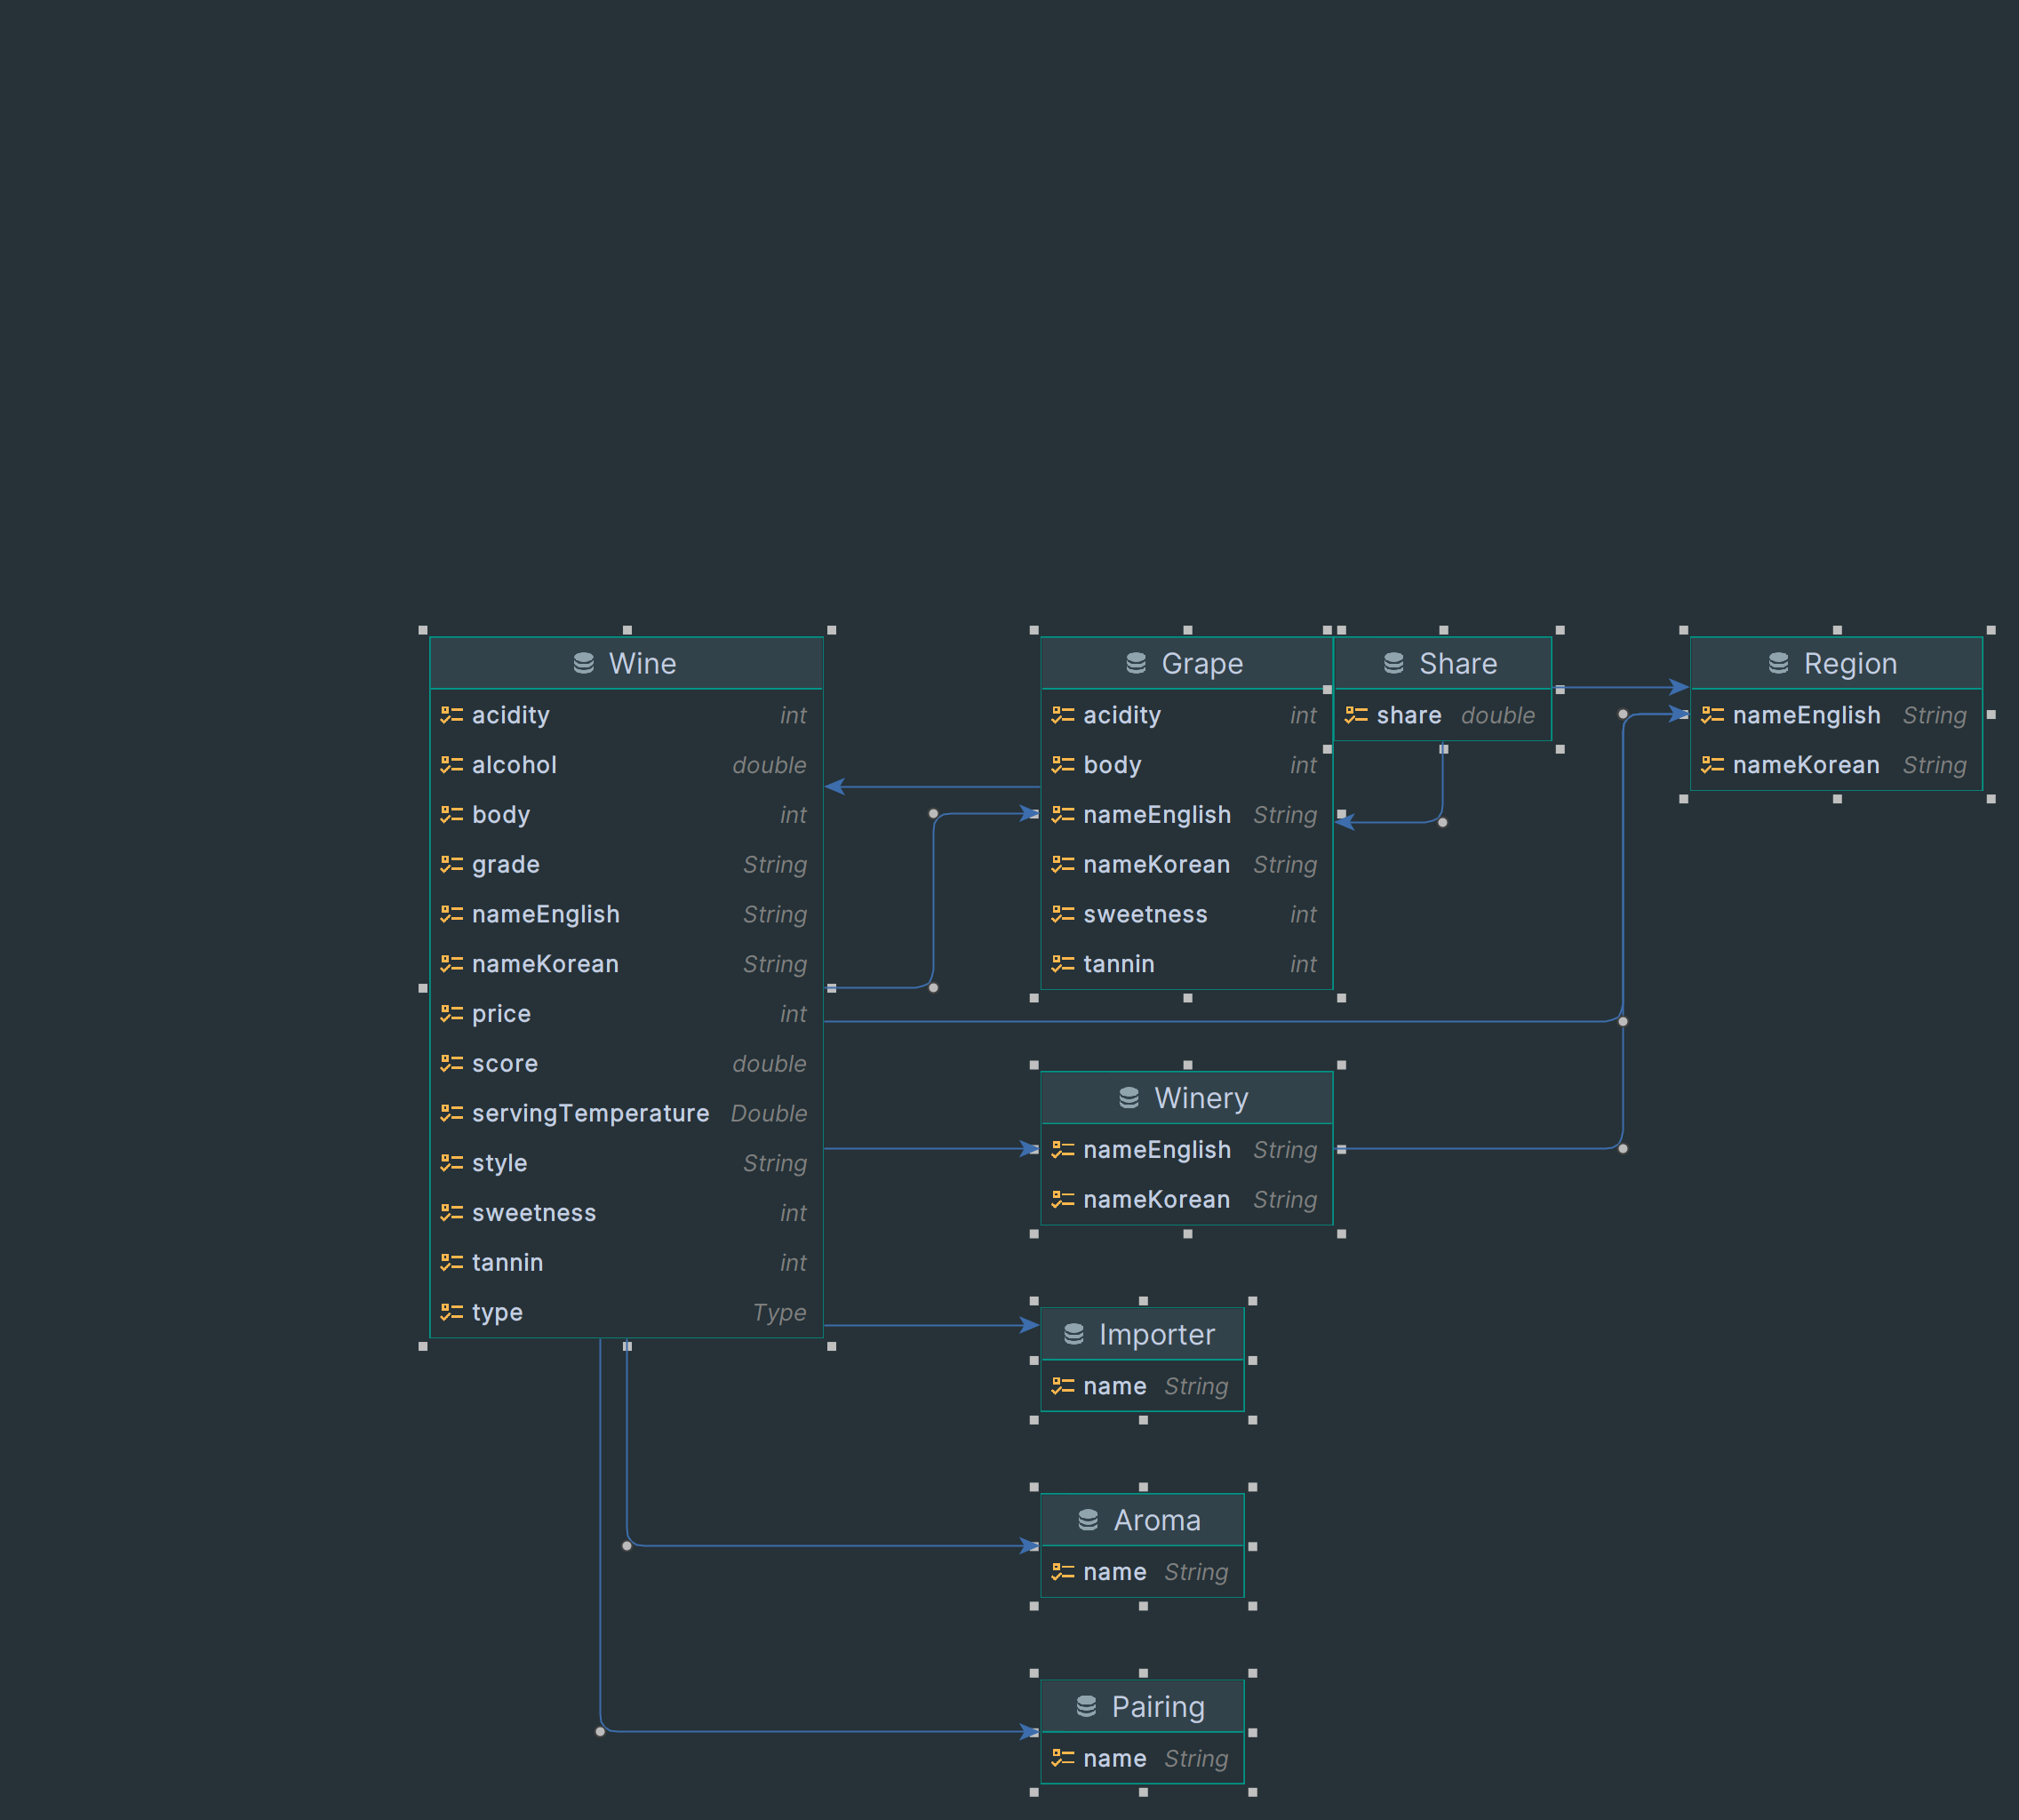 Wine
acidity int
alcohol double
body int
grade String
nameEnglish String
nameKorean String
price int
score double
servingTemperature Double
style String
sweetness int
tannin int
type Type
Grape
acidity int
body int
nameEnglish String
nameKorean String
sweetness int
tannin int
Share
share double
Region
nameEnglish String
nameKorean String
Winery
nameEnglish String
nameKorean String
Importer
name String
Aroma
name String
Pairing
name String